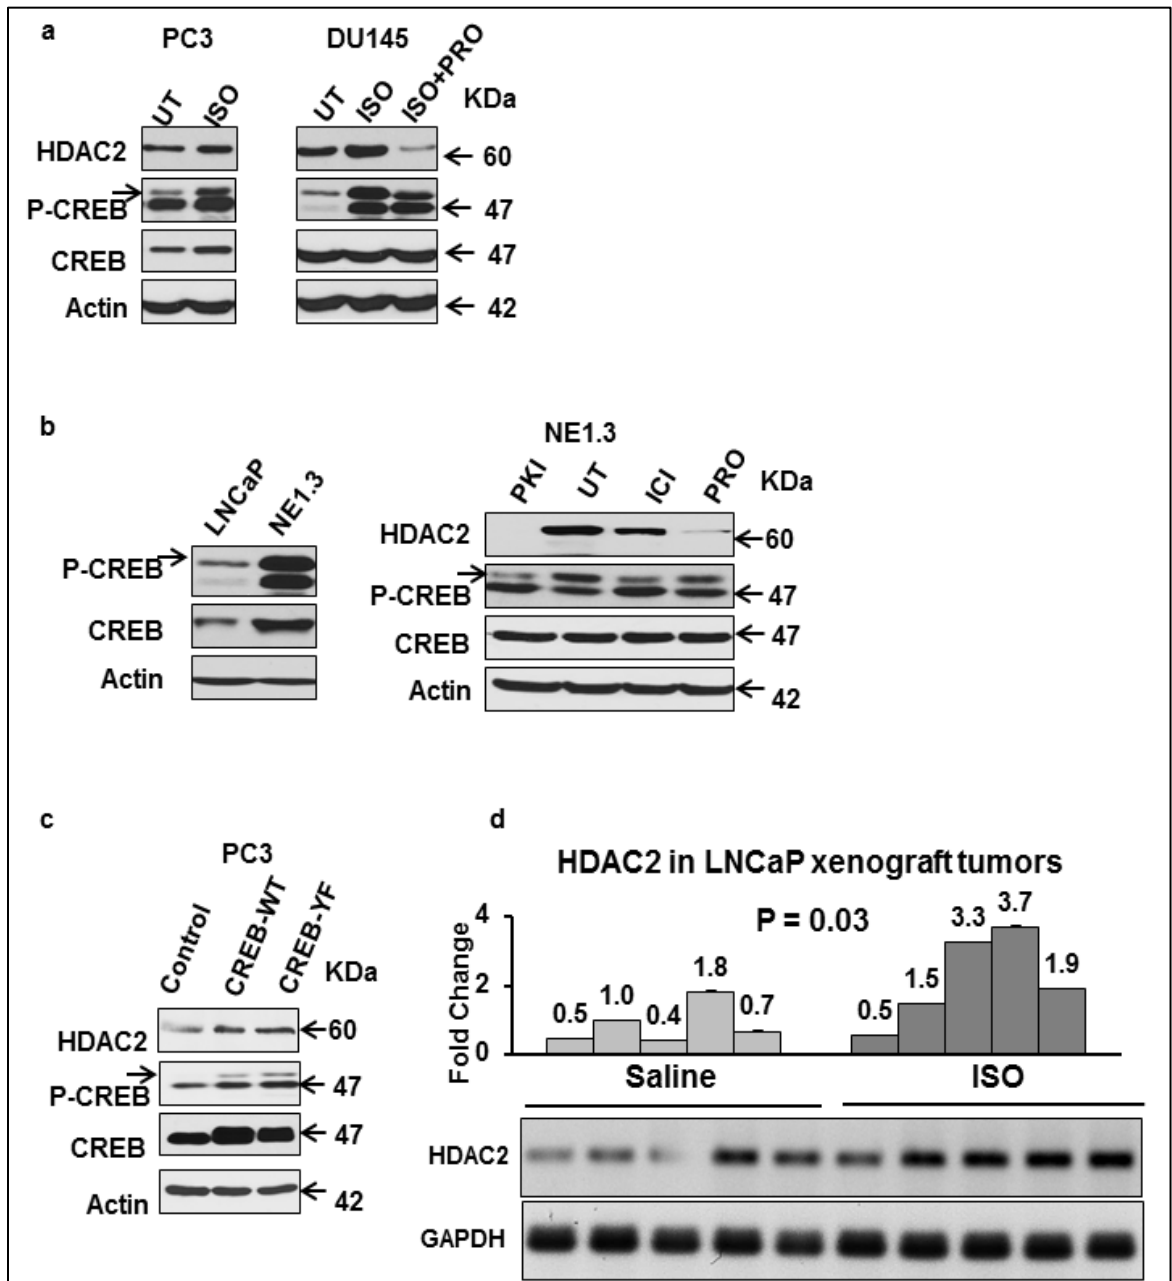 a
PC3 DU145
UT ISO UT ISO ISO+PRO KDa
HDAC2 60
P-CREB 47
CREB 47
Actin 42
b
NE1.3
LNCaP NE1.3 PKI UT ICI PRO KDa
HDAC2 60
P-CREB P-CREB 47
CREB CREB 47
Actin Actin 42
c d
PC3 HDAC2 in LNCaP xenograft tumors
Control CREB-WT CREB-YF KDa
P = 0.03
Fold Change
4
2
0
0.5 1.0 0.4 1.8 0.7 0.5 1.5 3.3 3.7 1.9
Saline ISO
HDAC2 60
P-CREB 47
CREB 47
Actin 42
HDAC2
GAPDH